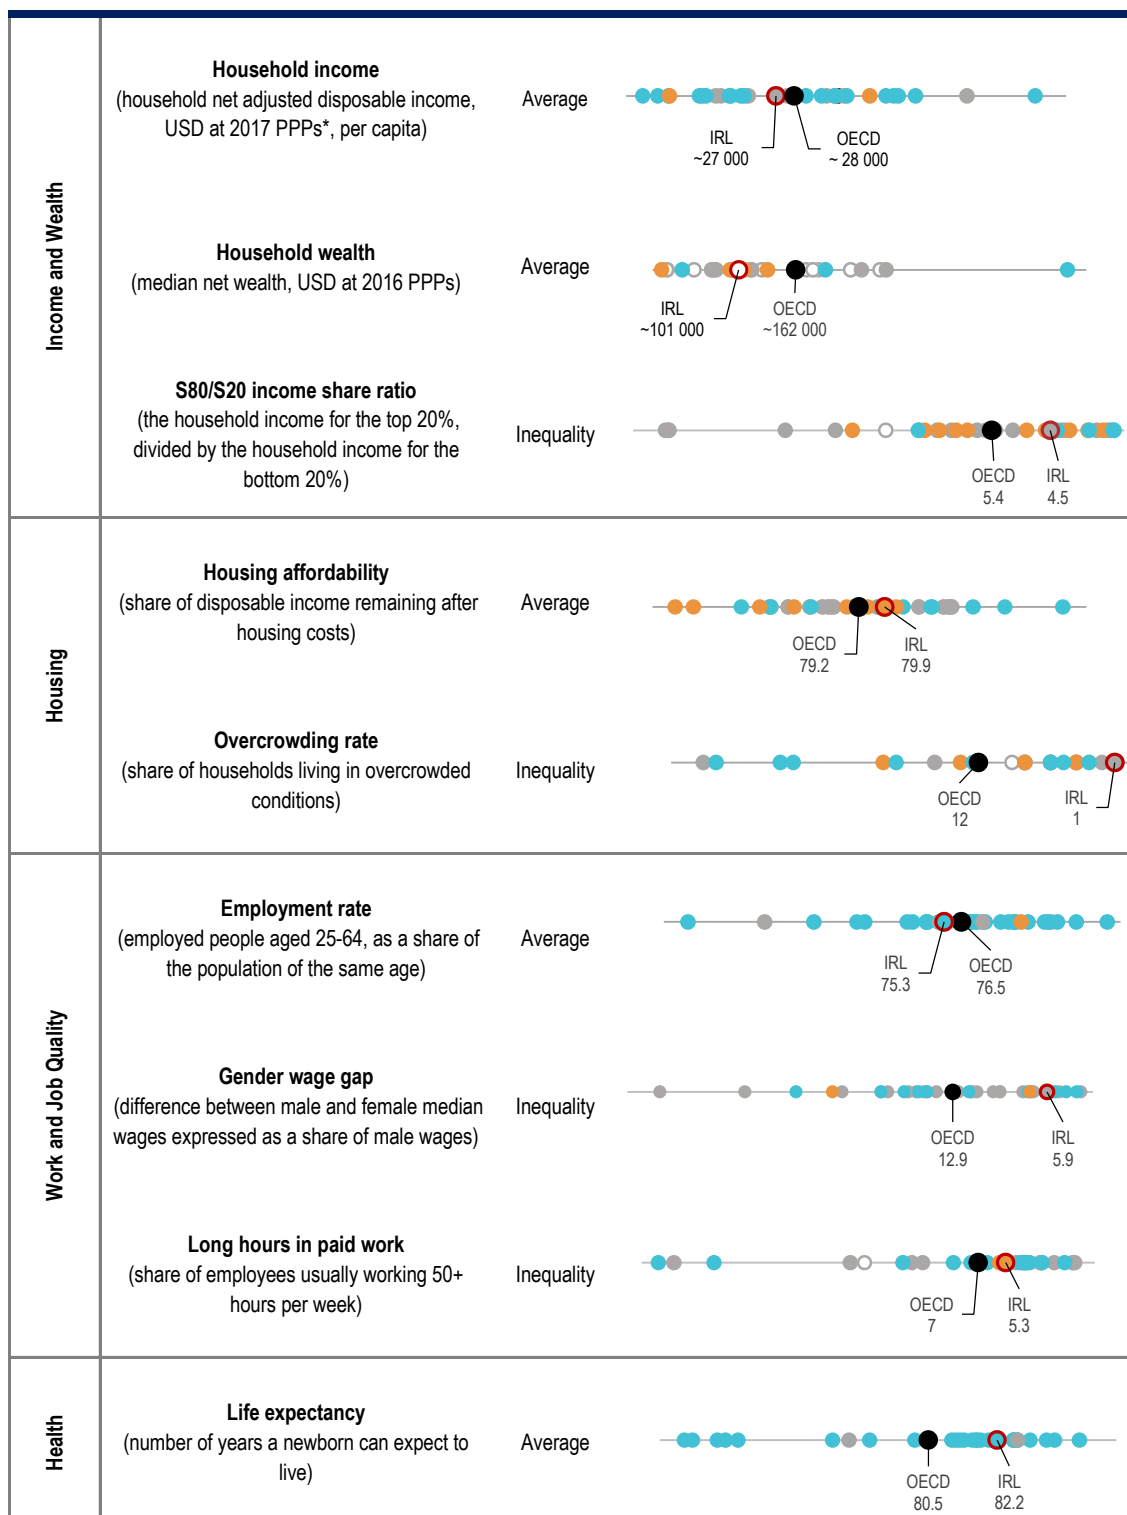 Income and Wealth
Household income
(household net adjusted disposable income,
USD at 2017 PPPs*, per capita)
Average
IRL
~27 000
OECD
~ 28 000
Household wealth
(median net wealth, USD at 2016 PPPs)
Average
IRL
~101 000
OECD
~162 000
S80/S20 income share ratio
(the household income for the top 20%,
divided by the household income for the
bottom 20%)
Inequality
OECD
5.4
IRL
4.5
Housing
Housing affordability
(share of disposable income remaining after
housing costs)
Average
OECD
79.2
IRL
79.9
Overcrowding rate
(share of households living in overcrowded
conditions)
Inequality
OECD
12
IRL
1
Work and Job Quality
Employment rate
(employed people aged 25-64, as a share of
the population of the same age)
Average
IRL
75.3
OECD
76.5
Gender wage gap
(difference between male and female median
wages expressed as a share of male wages)
Inequality
OECD
12.9
IRL
5.9
Long hours in paid work
(share of employees usually working 50+
hours per week)
Inequality
OECD
7
IRL
5.3
Health
Life expectancy
(number of years a newborn can expect to
live)
Average
OECD
80.5
IRL
82.2